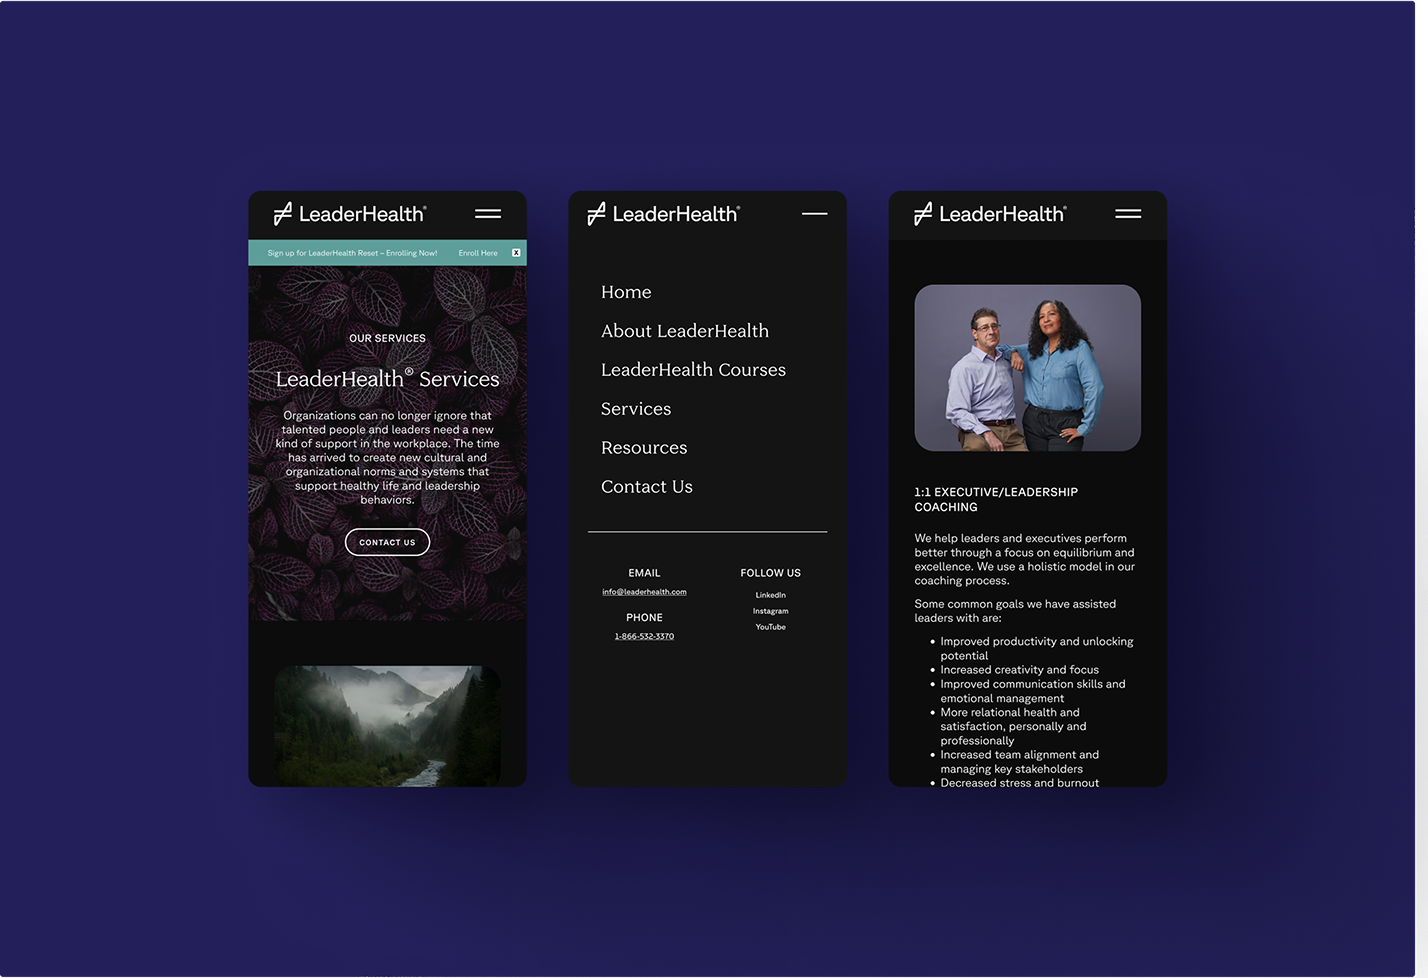 LeaderHealth®
Sign up for LeaderHealth Reset – Enrolling Now! Enroll Here X
OUR SERVICES
LeaderHealth® Services
Organizations can no longer ignore that
talented people and leaders need a new
kind of support in the workplace. The time
has arrived to create new cultural and
organizational norms and systems that
support healthy life and leadership
behaviors.
CONTACT US
LeaderHealth®
Home
About LeaderHealth
LeaderHealth Courses
Services
Resources
Contact Us
EMAIL
info@leaderhealth.com
PHONE
1-866-532-3370
FOLLOW US
LinkedIn
Instagram
YouTube
LeaderHealth®
1:1 EXECUTIVE/LEADERSHIP
COACHING
We help leaders and executives perform
better through a focus on equilibrium and
excellence. We use a holistic model in our
coaching process.
Some common goals we have assisted
leaders with are:
• Improved productivity and unlocking
potential
• Increased creativity and focus
• Improved communication skills and
emotional management
• More relational health and
satisfaction, personally and
professionally
• Increased team alignment and
managing key stakeholders
• Decreased stress and burnout